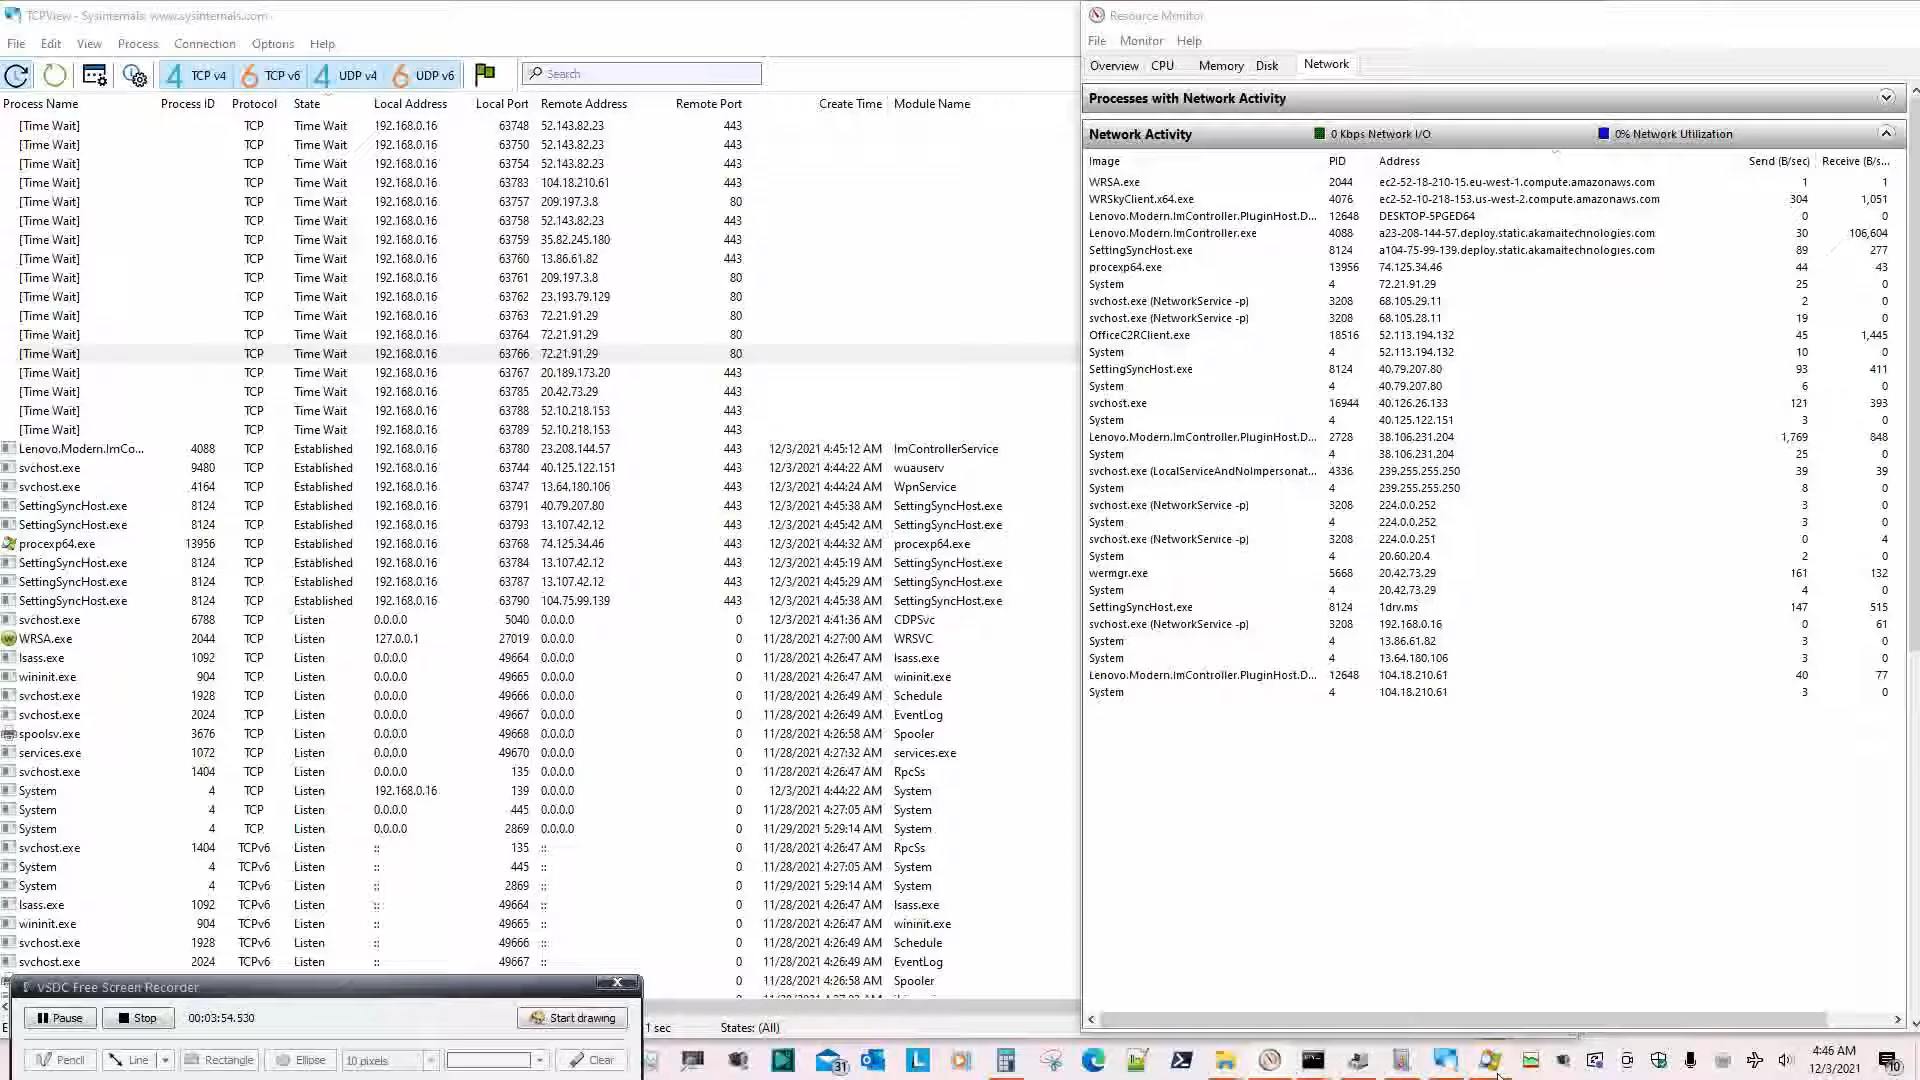 TCPView - Sysinternals: www.sysinternals.com
File Edit View Process Connection Options Help
4 TCP v4 6 TCP v6 4 UDP v4 6 UDP v6 Search
Process Name Process ID Protocol State Local Address Local Port Remote Address Remote Port Create Time Module Name
[Time Wait] TCP Time Wait 192.168.0.16 63748 52.143.82.23 443
[Time Wait] TCP Time Wait 192.168.0.16 63750 52.143.82.23 443
[Time Wait] TCP Time Wait 192.168.0.16 63754 52.143.82.23 443
[Time Wait] TCP Time Wait 192.168.0.16 63783 104.18.210.61 443
[Time Wait] TCP Time Wait 192.168.0.16 63757 209.197.3.8 80
[Time Wait] TCP Time Wait 192.168.0.16 63758 52.143.82.23 443
[Time Wait] TCP Time Wait 192.168.0.16 63759 35.82.245.180 443
[Time Wait] TCP Time Wait 192.168.0.16 63760 13.86.61.82 443
[Time Wait] TCP Time Wait 192.168.0.16 63761 209.197.3.8 80
[Time Wait] TCP Time Wait 192.168.0.16 63762 23.193.79.129 80
[Time Wait] TCP Time Wait 192.168.0.16 63763 72.21.91.29 80
[Time Wait] TCP Time Wait 192.168.0.16 63764 72.21.91.29 80
[Time Wait] TCP Time Wait 192.168.0.16 63766 72.21.91.29 80
[Time Wait] TCP Time Wait 192.168.0.16 63767 20.189.173.20 443
[Time Wait] TCP Time Wait 192.168.0.16 63785 20.42.73.29 443
[Time Wait] TCP Time Wait 192.168.0.16 63788 52.10.218.153 443
[Time Wait] TCP Time Wait 192.168.0.16 63789 52.10.218.153 443
Lenovo.Modern.ImCo... 4088 TCP Established 192.168.0.16 63780 23.208.144.57 443 12/3/2021 4:45:12 AM ImControllerService
svchost.exe 9480 TCP Established 192.168.0.16 63744 40.125.122.151 443 12/3/2021 4:44:22 AM wuauserv
svchost.exe 4164 TCP Established 192.168.0.16 63747 13.64.180.106 443 12/3/2021 4:44:24 AM WpnService
SettingSyncHost.exe 8124 TCP Established 192.168.0.16 63791 40.79.207.80 443 12/3/2021 4:45:38 AM SettingSyncHost.exe
SettingSyncHost.exe 8124 TCP Established 192.168.0.16 63793 13.107.42.12 443 12/3/2021 4:45:42 AM SettingSyncHost.exe
procexp64.exe 13956 TCP Established 192.168.0.16 63768 74.125.34.46 443 12/3/2021 4:44:32 AM procexp64.exe
SettingSyncHost.exe 8124 TCP Established 192.168.0.16 63784 13.107.42.12 443 12/3/2021 4:45:19 AM SettingSyncHost.exe
SettingSyncHost.exe 8124 TCP Established 192.168.0.16 63787 13.107.42.12 443 12/3/2021 4:45:29 AM SettingSyncHost.exe
SettingSyncHost.exe 8124 TCP Established 192.168.0.16 63790 104.75.99.139 443 12/3/2021 4:45:38 AM SettingSyncHost.exe
svchost.exe 6788 TCP Listen 0.0.0.0 5040 0.0.0.0 0 12/3/2021 4:41:36 AM CDPSvc
WRSA.exe 2044 TCP Listen 127.0.0.1 27019 0.0.0.0 0 11/28/2021 4:27:00 AM WRSVC
lsass.exe 1092 TCP Listen 0.0.0.0 49664 0.0.0.0 0 11/28/2021 4:26:47 AM lsass.exe
wininit.exe 904 TCP Listen 0.0.0.0 49665 0.0.0.0 0 11/28/2021 4:26:47 AM wininit.exe
svchost.exe 1928 TCP Listen 0.0.0.0 49666 0.0.0.0 0 11/28/2021 4:26:49 AM Schedule
svchost.exe 2024 TCP Listen 0.0.0.0 49667 0.0.0.0 0 11/28/2021 4:26:49 AM EventLog
spoolsv.exe 3676 TCP Listen 0.0.0.0 49668 0.0.0.0 0 11/28/2021 4:26:58 AM Spooler
services.exe 1072 TCP Listen 0.0.0.0 49670 0.0.0.0 0 11/28/2021 4:27:32 AM services.exe
svchost.exe 1404 TCP Listen 0.0.0.0 135 0.0.0.0 0 11/28/2021 4:26:47 AM RpcSs
System 4 TCP Listen 192.168.0.16 139 0.0.0.0 0 12/3/2021 4:44:22 AM System
System 4 TCP Listen 0.0.0.0 445 0.0.0.0 0 11/28/2021 4:27:05 AM System
System 4 TCP Listen 0.0.0.0 2869 0.0.0.0 0 11/29/2021 5:29:14 AM System
svchost.exe 1404 TCPv6 Listen :: 135 :: 0 11/28/2021 4:26:47 AM RpcSs
System 4 TCPv6 Listen :: 445 :: 0 11/28/2021 4:27:05 AM System
System 4 TCPv6 Listen :: 2869 :: 0 11/29/2021 5:29:14 AM System
lsass.exe 1092 TCPv6 Listen :: 49664 :: 0 11/28/2021 4:26:47 AM lsass.exe
wininit.exe 904 TCPv6 Listen :: 49665 :: 0 11/28/2021 4:26:47 AM wininit.exe
svchost.exe 1928 TCPv6 Listen :: 49666 :: 0 11/28/2021 4:26:49 AM Schedule
svchost.exe 2024 TCPv6 Listen :: 49667 :: 0 11/28/2021 4:26:49 AM EventLog
0 11/28/2021 4:26:58 AM Spooler
1 sec States: (All)
Resource Monitor
File Monitor Help
Overview CPU Memory Disk Network
Processes with Network Activity
Network Activity 0 Kbps Network I/O 0% Network Utilization
Image PID Address Send (B/sec) Receive (B/s...
WRSA.exe 2044 ec2-52-18-210-15.eu-west-1.compute.amazonaws.com 1 1
WRSkyClient.x64.exe 4076 ec2-52-10-218-153.us-west-2.compute.amazonaws.com 304 1,051
Lenovo.Modern.ImController.PluginHost.D... 12648 DESKTOP-5PGED64 0 0
Lenovo.Modern.ImController.exe 4088 a23-208-144-57.deploy.static.akamaitechnologies.com 30 106,604
SettingSyncHost.exe 8124 a104-75-99-139.deploy.static.akamaitechnologies.com 89 277
procexp64.exe 13956 74.125.34.46 44 43
System 4 72.21.91.29 25 0
svchost.exe (NetworkService -p) 3208 68.105.29.11 2 0
svchost.exe (NetworkService -p) 3208 68.105.28.11 19 0
OfficeC2RClient.exe 18516 52.113.194.132 45 1,445
System 4 52.113.194.132 10 0
SettingSyncHost.exe 8124 40.79.207.80 93 411
System 4 40.79.207.80 6 0
svchost.exe 16944 40.126.26.133 121 393
System 4 40.125.122.151 3 0
Lenovo.Modern.ImController.PluginHost.D... 2728 38.106.231.204 1,769 848
System 4 38.106.231.204 25 0
svchost.exe (LocalServiceAndNoImpersonat... 4336 239.255.255.250 39 39
System 4 239.255.255.250 8 0
svchost.exe (NetworkService -p) 3208 224.0.0.252 3 0
System 4 224.0.0.252 3 0
svchost.exe (NetworkService -p) 3208 224.0.0.251 0 4
System 4 20.60.20.4 2 0
wermgr.exe 5668 20.42.73.29 161 132
System 4 20.42.73.29 4 0
SettingSyncHost.exe 8124 1drv.ms 147 515
svchost.exe (NetworkService -p) 3208 192.168.0.16 0 61
System 4 13.86.61.82 3 0
System 4 13.64.180.106 3 0
Lenovo.Modern.ImController.PluginHost.D... 12648 104.18.210.61 40 77
System 4 104.18.210.61 3 0
VSDC Free Screen Recorder
Pause Stop 00:03:54.530 Start drawing
Pencil Line Rectangle Ellipse 10 pixels Clear
31
L
4:46 AM
12/3/2021
10